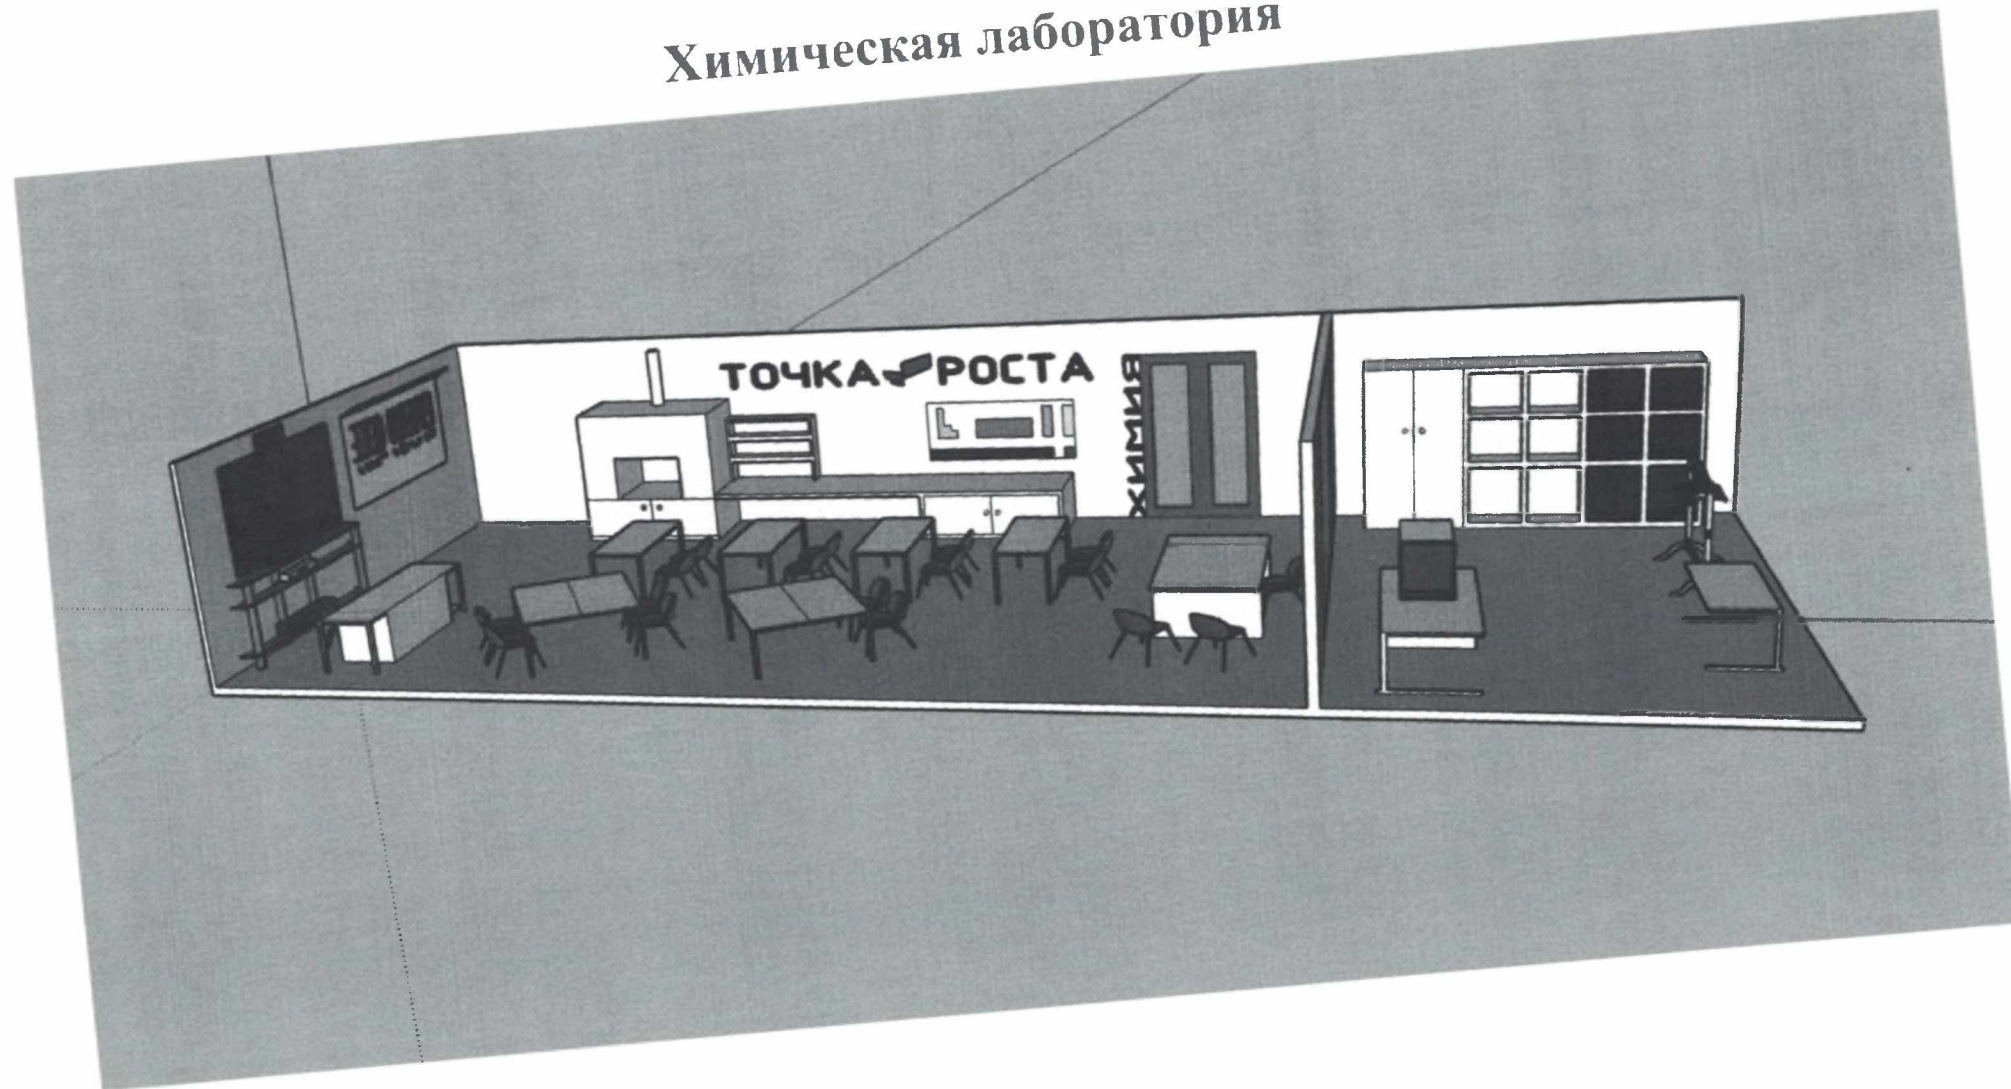 Химическая лаборатория
ТОЧКА РОСТА
ХИМИЯ